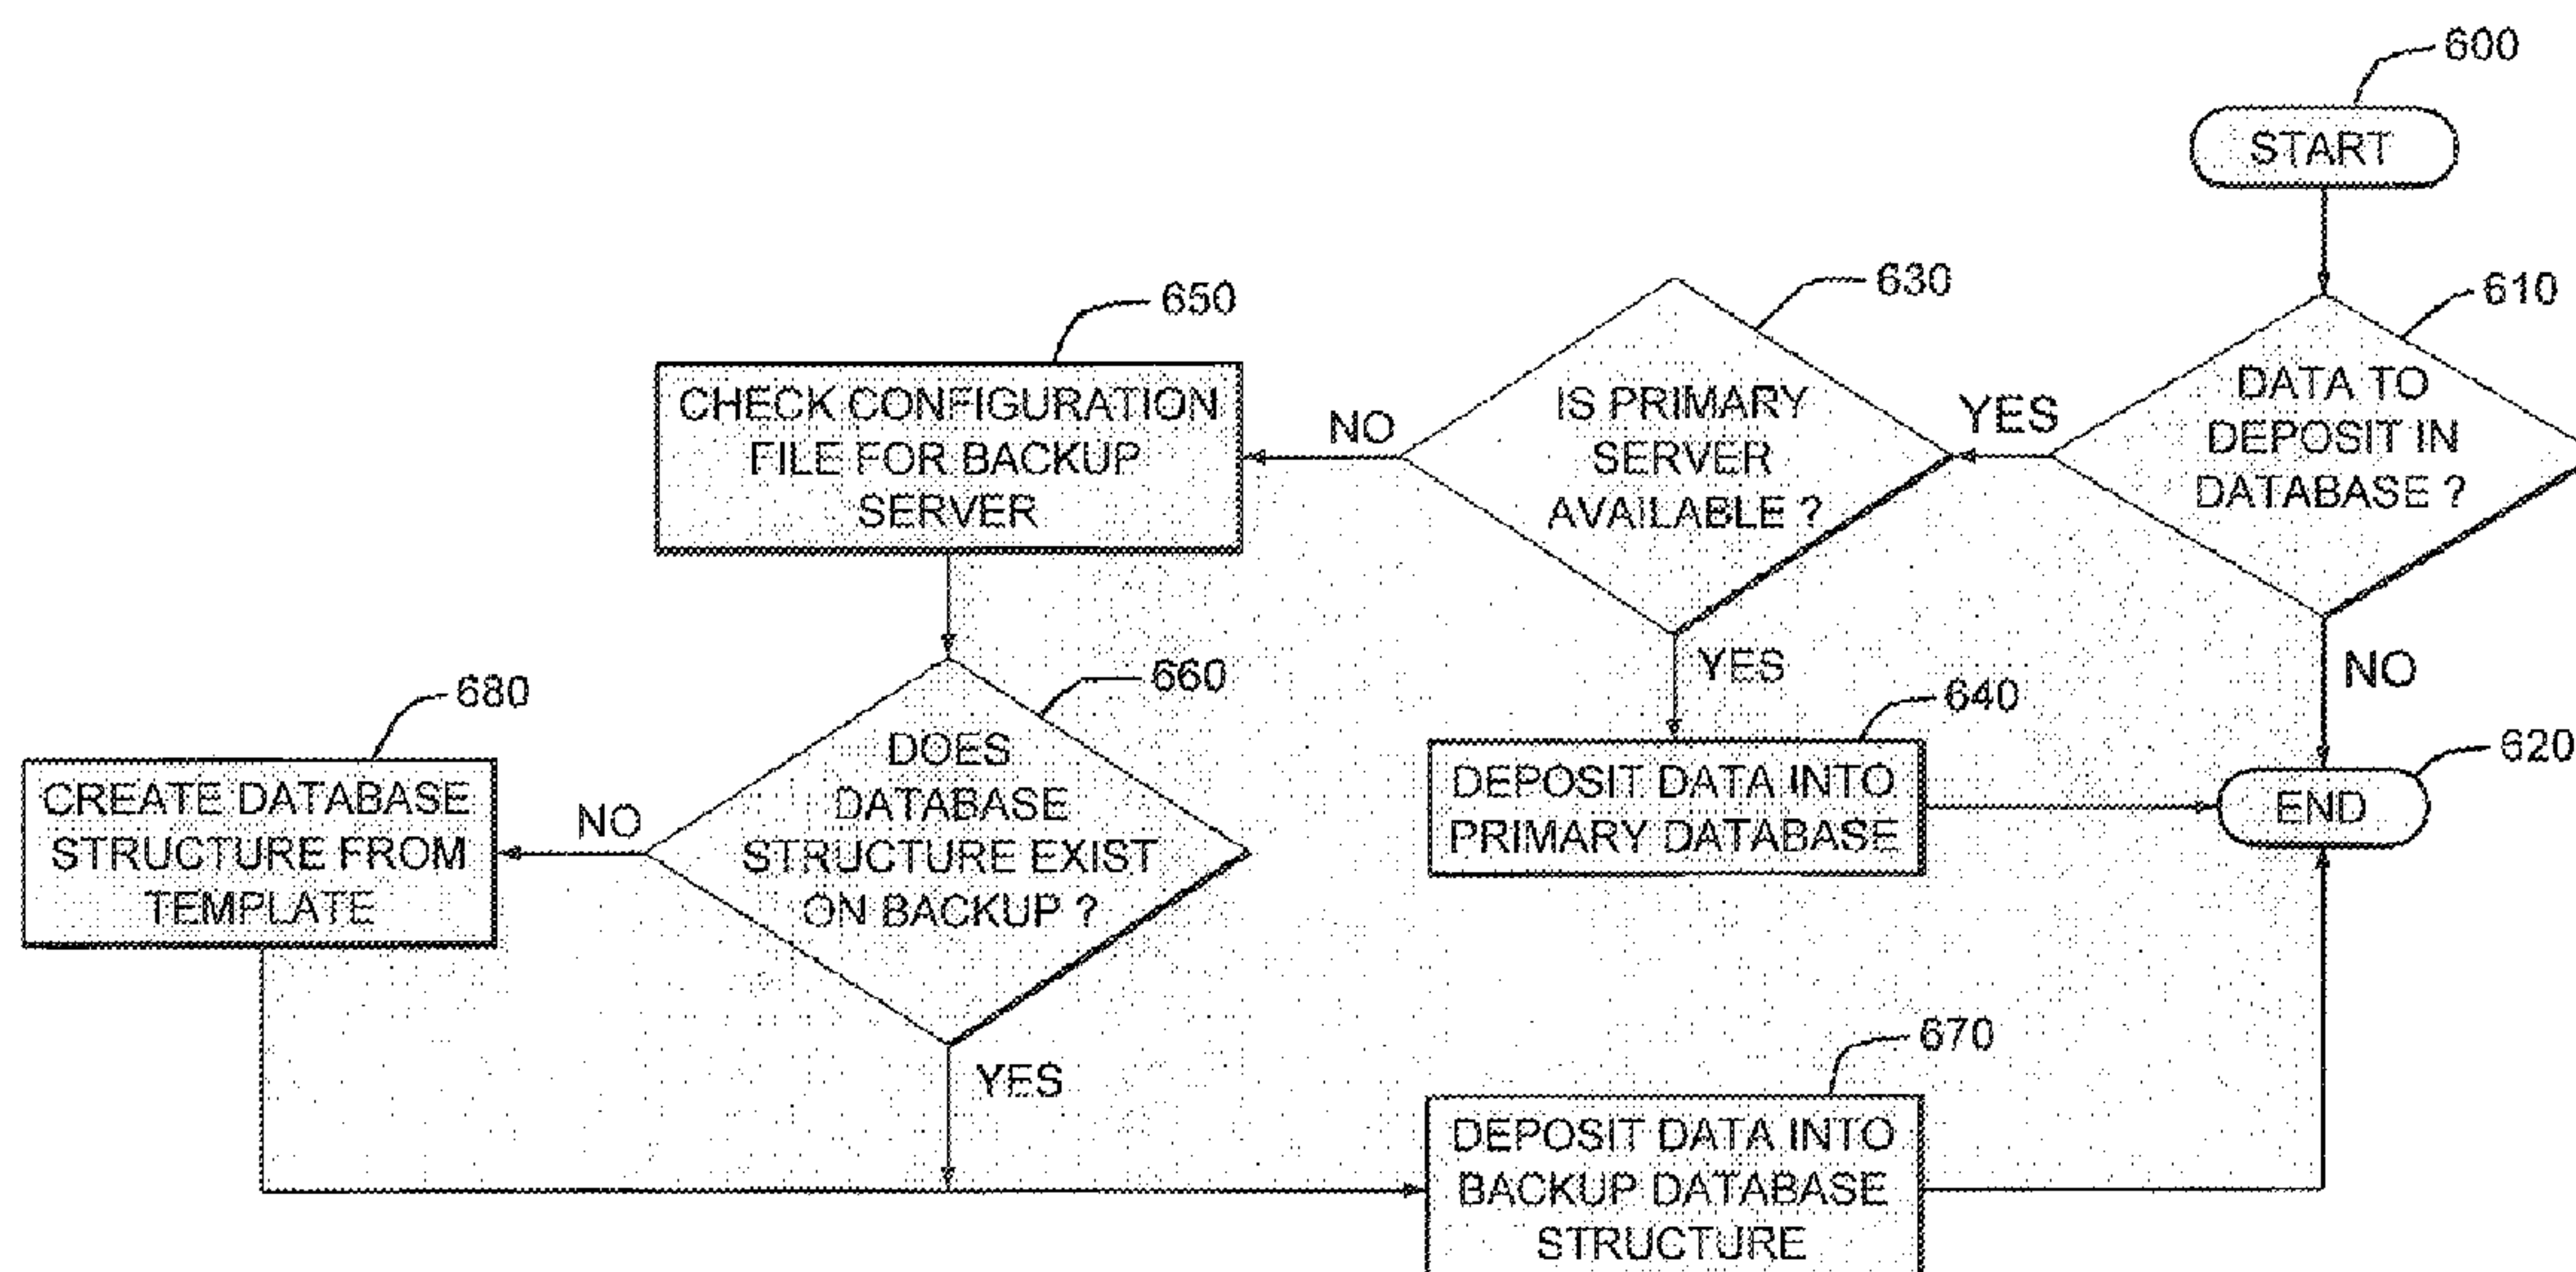 600
START
610
DATA TO
DEPOSIT IN
DATABASE ?
YES
NO
630
IS PRIMARY
SERVER
AVAILABLE ?
NO
YES
650
CHECK CONFIGURATION
FILE FOR BACKUP
SERVER
660
DOES
DATABASE
STRUCTURE EXIST
ON BACKUP ?
NO
YES
680
CREATE DATABASE
STRUCTURE FROM
TEMPLATE
640
DEPOSIT DATA INTO
PRIMARY DATABASE
620
END
670
DEPOSIT DATA INTO
BACKUP DATABASE
STRUCTURE